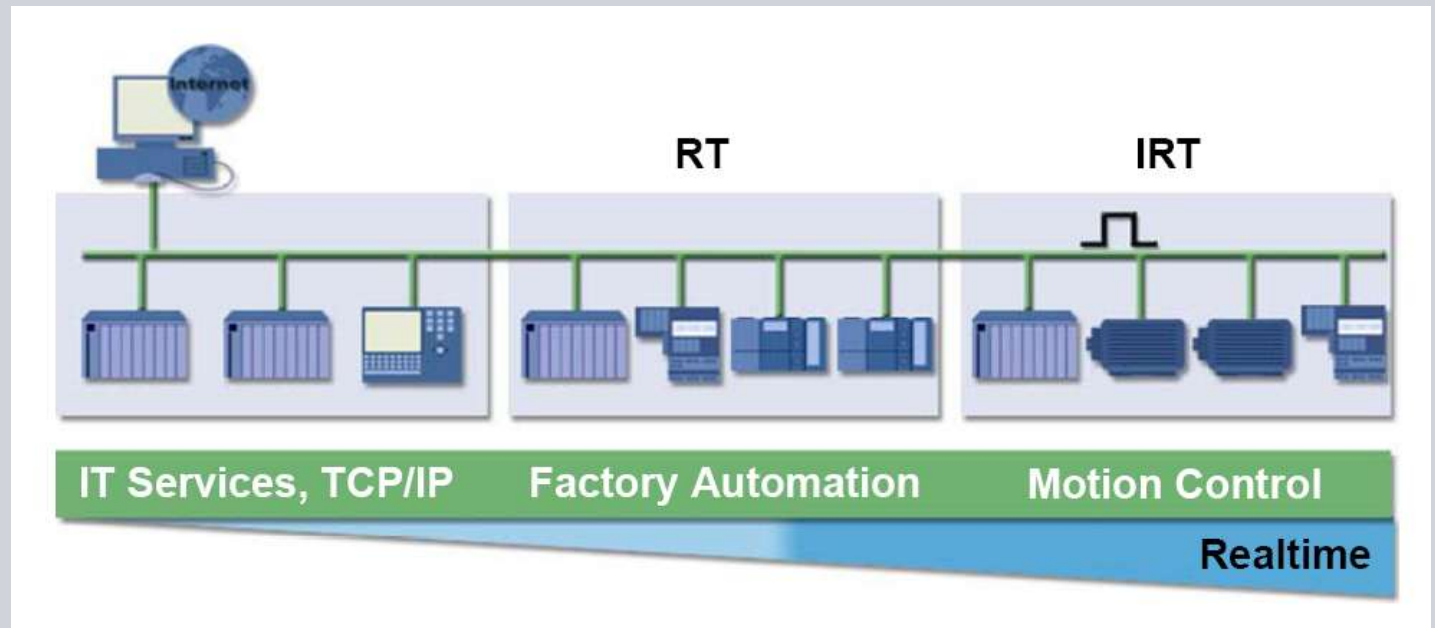 Internet
RT
IRT
IT Services, TCP/IP
Factory Automation
Motion Control
Realtime